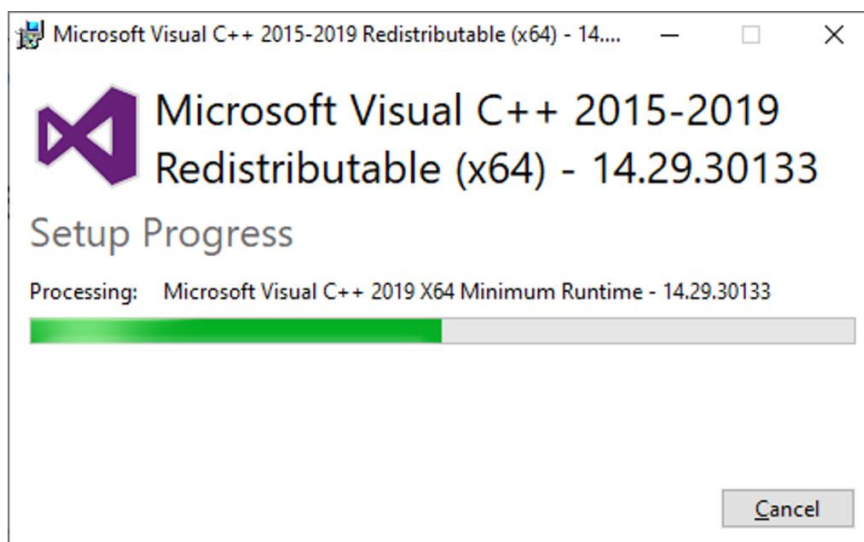 Microsoft Visual C++ 2015-2019 Redistributable (x64) - 14....
Microsoft Visual C++ 2015-2019
Redistributable (x64) - 14.29.30133
Setup Progress
Processing: Microsoft Visual C++ 2019 X64 Minimum Runtime - 14.29.30133
Cancel